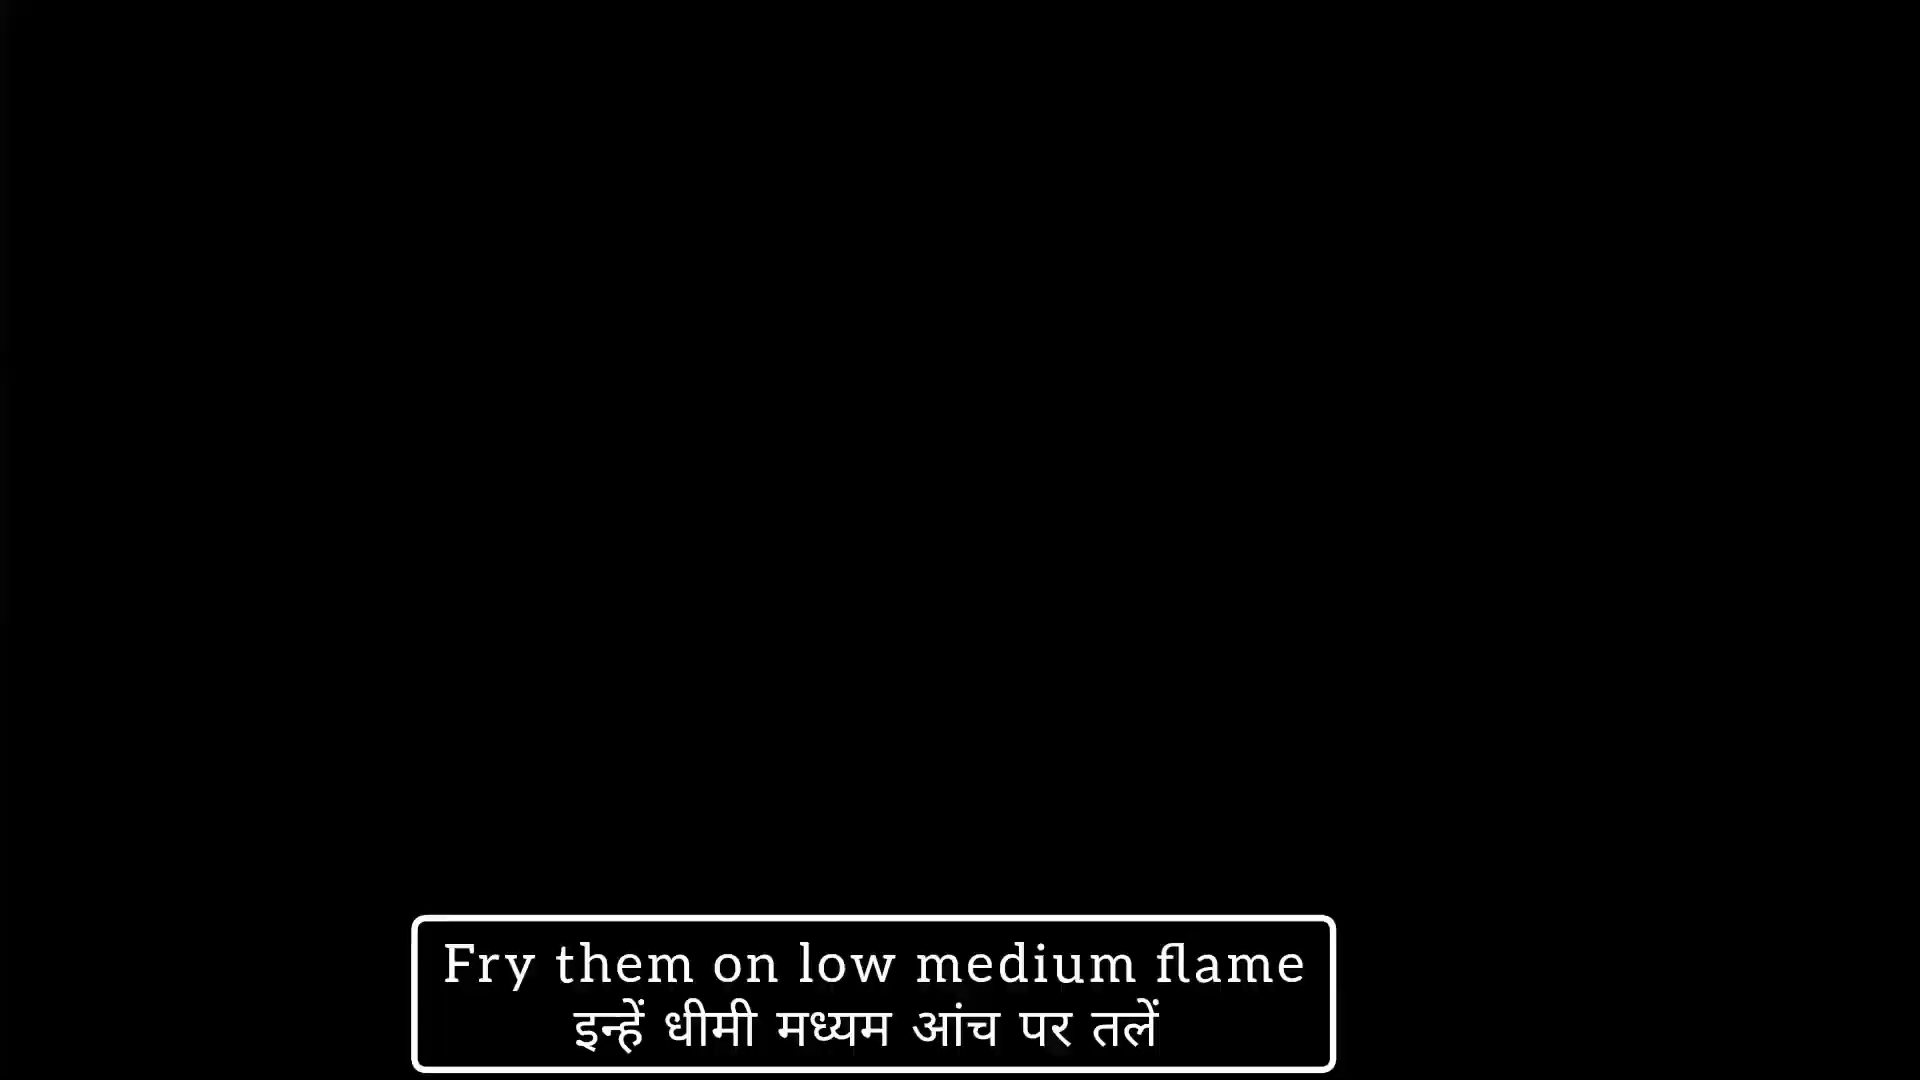 Fry them on low medium flame
इन्हें धीमी मध्यम आंच पर तलें